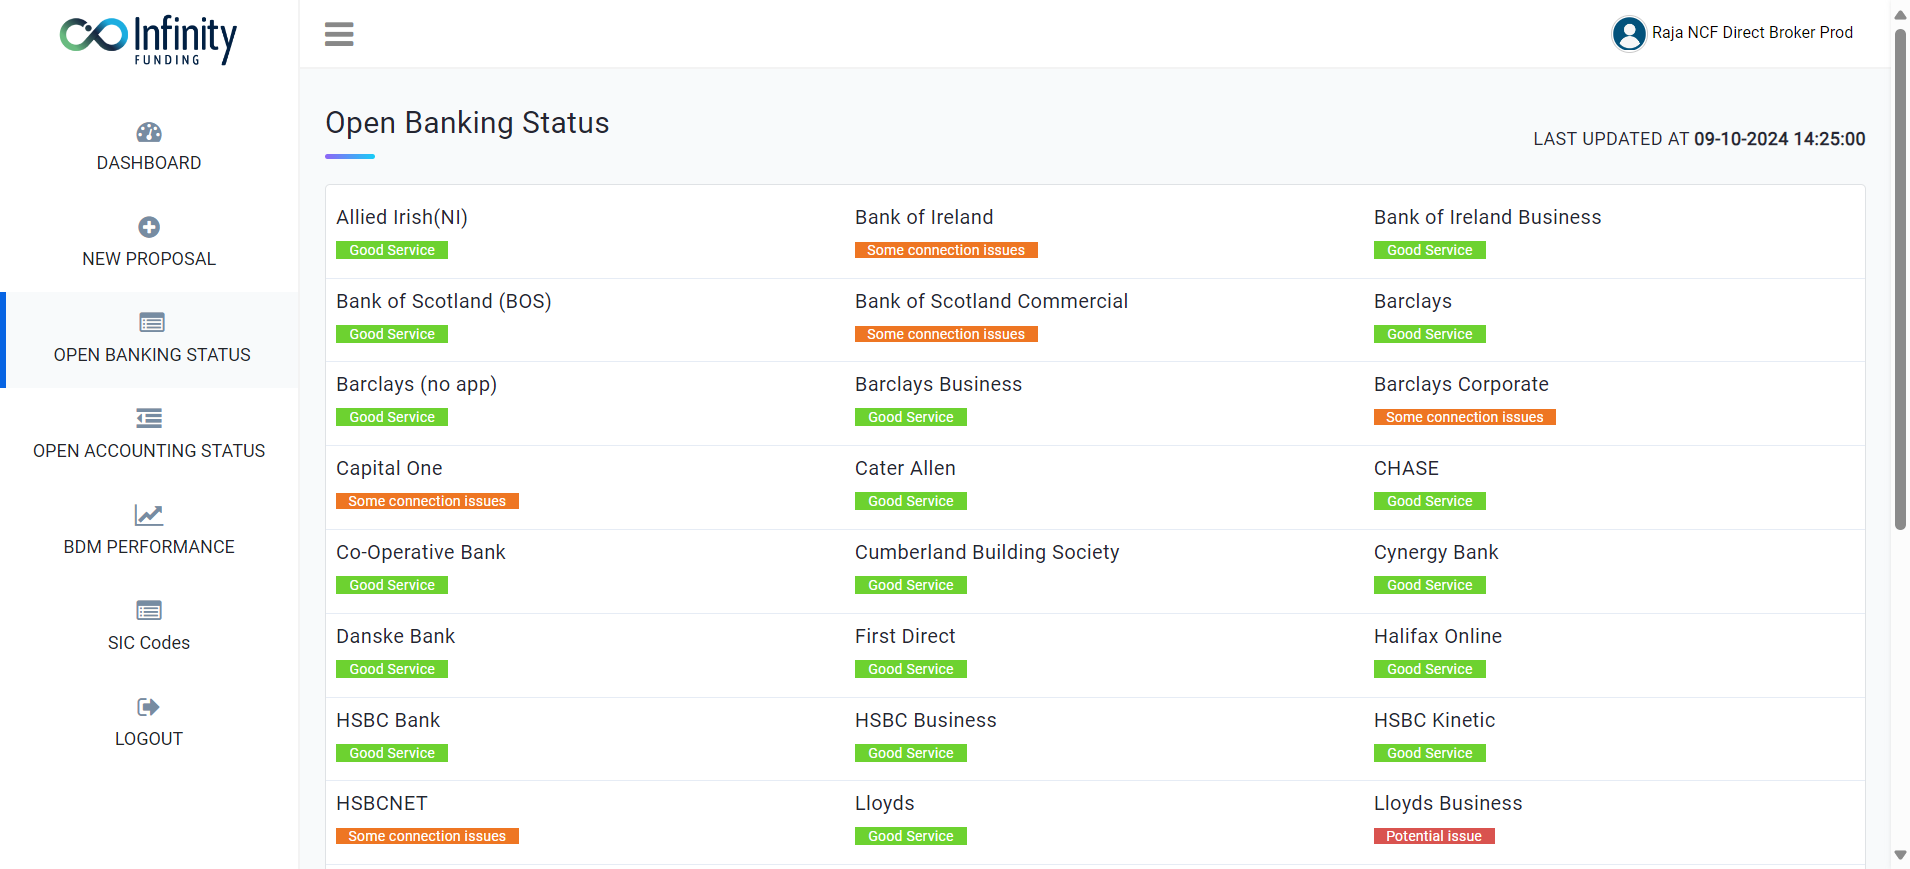 Infinity
FUNDING
Raja NCF Direct Broker Prod
DASHBOARD
NEW PROPOSAL
OPEN BANKING STATUS
OPEN ACCOUNTING STATUS
BDM PERFORMANCE
SIC Codes
LOGOUT
Open Banking Status
LAST UPDATED AT 09-10-2024 14:25:00
Allied Irish(NI)
Good Service
Bank of Ireland
Some connection issues
Bank of Ireland Business
Good Service
Bank of Scotland (BOS)
Good Service
Bank of Scotland Commercial
Some connection issues
Barclays
Good Service
Barclays (no app)
Good Service
Barclays Business
Good Service
Barclays Corporate
Some connection issues
Capital One
Some connection issues
Cater Allen
Good Service
CHASE
Good Service
Co-Operative Bank
Good Service
Cumberland Building Society
Good Service
Cynergy Bank
Good Service
Danske Bank
Good Service
First Direct
Good Service
Halifax Online
Good Service
HSBC Bank
Good Service
HSBC Business
Good Service
HSBC Kinetic
Good Service
HSBCNET
Some connection issues
Lloyds
Good Service
Lloyds Business
Potential issue